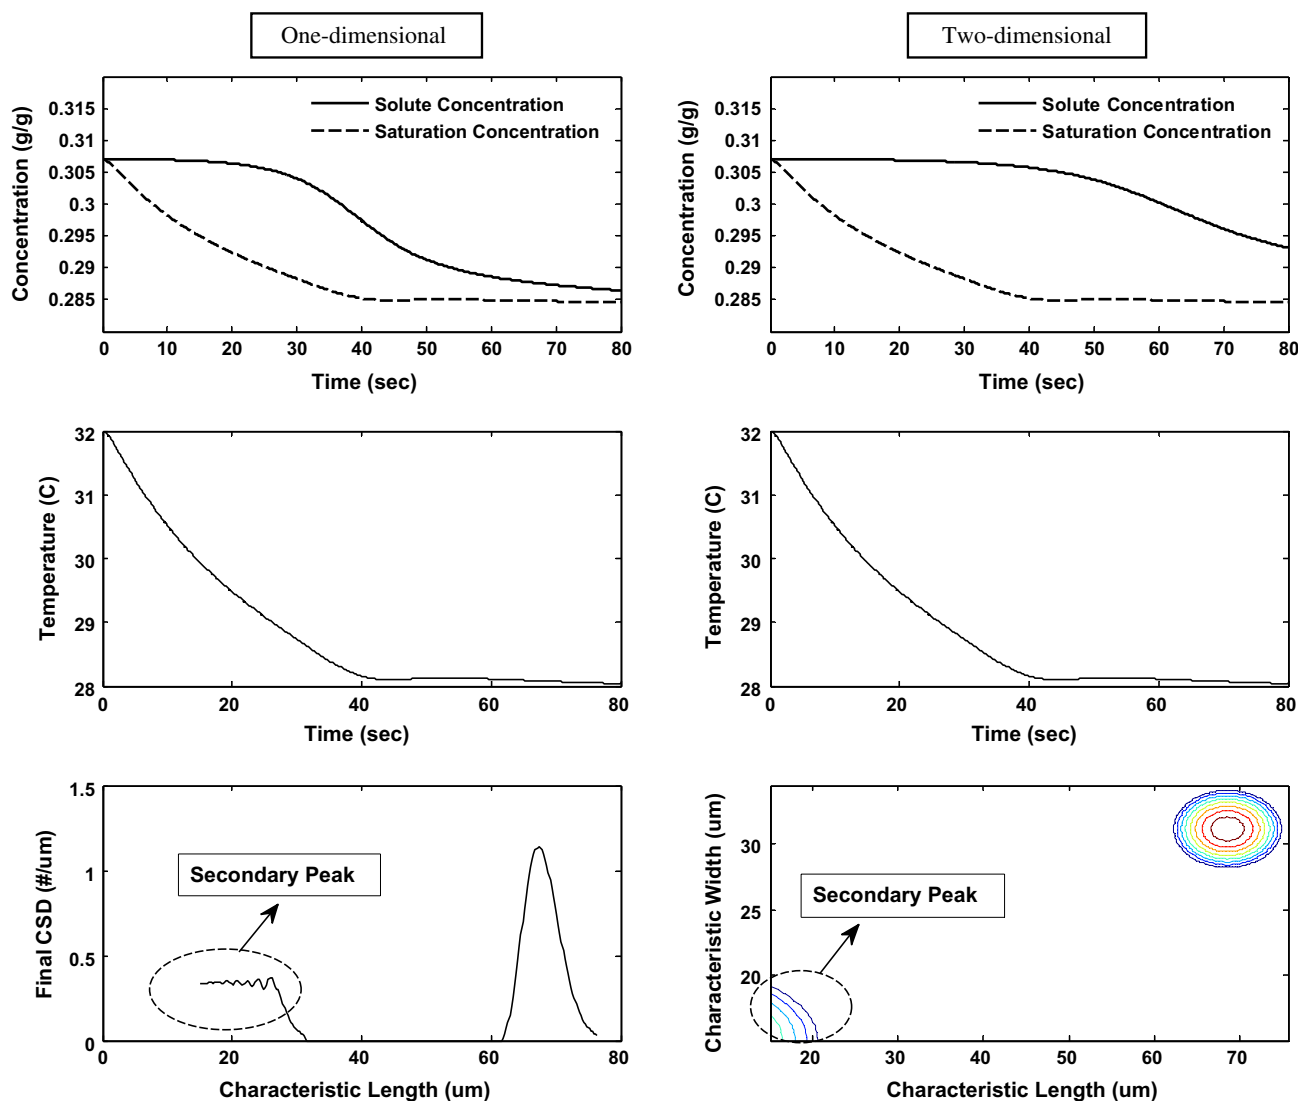 One-dimensional
Two-dimensional
Concentration (g/g)
0.315
0.31
0.305
0.3
0.295
0.29
0.285
Solute Concentration
Saturation Concentration
0 10 20 30 40 50 60 70 80
Time (sec)
Concentration (g/g)
0.315
0.31
0.305
0.3
0.295
0.29
0.285
Solute Concentration
Saturation Concentration
0 10 20 30 40 50 60 70 80
Time (sec)
Temperature (C)
32
31
30
29
28
0 20 40 60 80
Time (sec)
Temperature (C)
32
31
30
29
28
0 20 40 60 80
Time (sec)
Final CSD (#/um)
1.5
1
0.5
0
Secondary Peak
0 20 40 60 80
Characteristic Length (um)
Characteristic Width (um)
30
25
20
Secondary Peak
20 30 40 50 60 70
Characteristic Length (um)